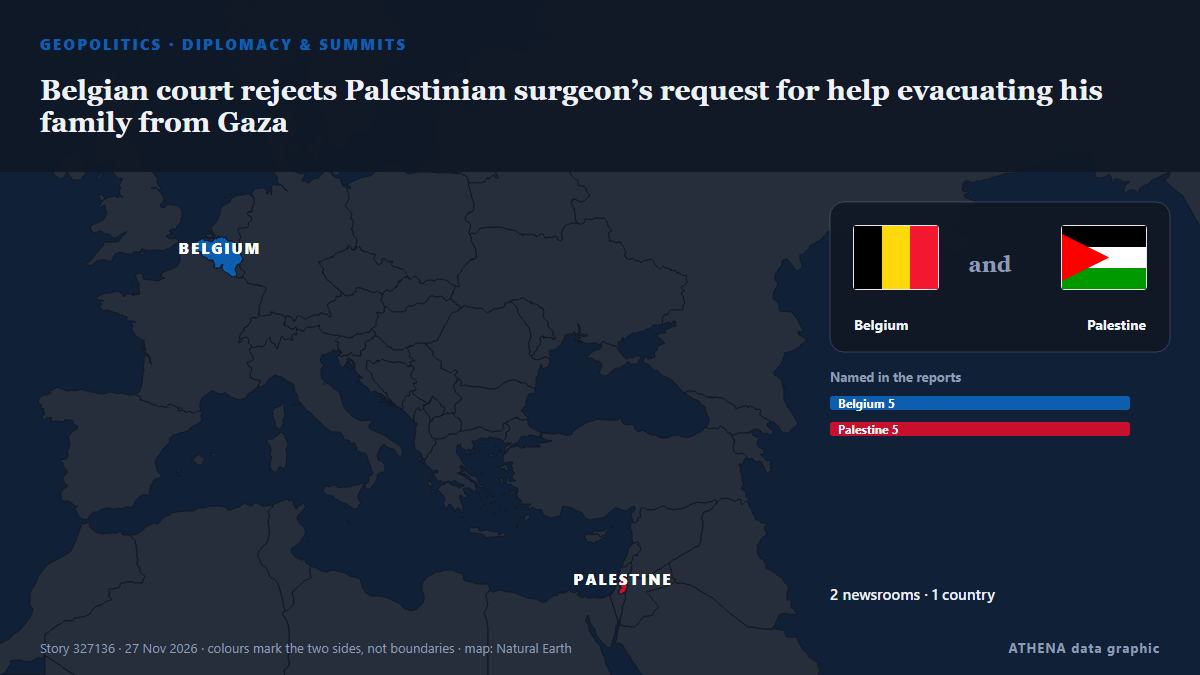 GEOPOLITICS · DIPLOMACY & SUMMITS
Belgian court rejects Palestinian surgeon’s request for help evacuating his
family from Gaza
BELGIUM
and
Belgium
Palestine
Named in the reports
Belgium 5
Palestine 5
PALESTINE
2 newsrooms · 1 country
Story 327136 · 27 Nov 2026 · colours mark the two sides, not boundaries · map: Natural Earth
ATHENA data graphic